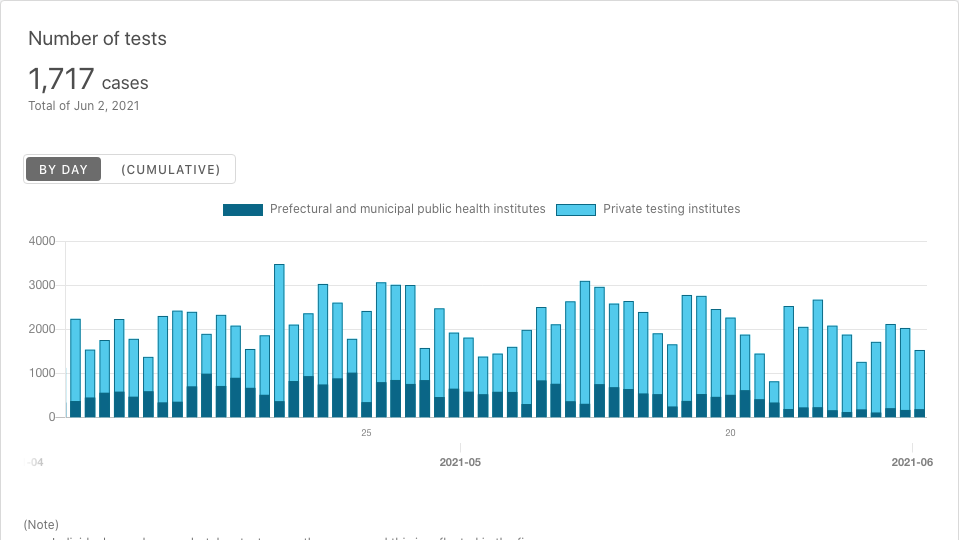 Number of tests
1,717 cases
Total of Jun 2, 2021
BY DAY (CUMULATIVE)
Prefectural and municipal public health institutes Private testing institutes
4000
3000
2000
1000
0
25 20
-04 2021-05 2021-06
(Note)